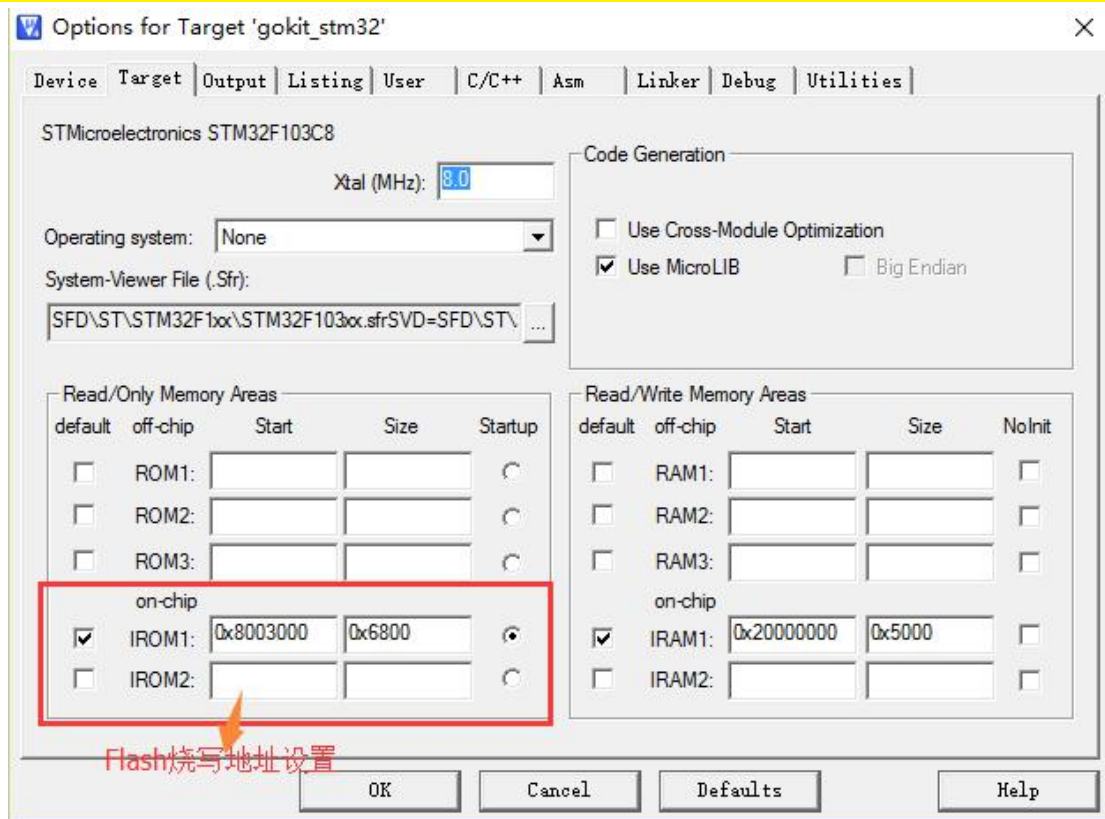 Options for Target 'gokit_stm32'
Device Target Output Listing User C/C++ Asm Linker Debug Utilities
STMicroelectronics STM32F103C8
Xtal (MHz): 8.0
Operating system: None
System-Viewer File (.Sfr):
SFD\ST\STM32F1xx\STM32F103xx.sfrSVD=SFD\ST\ ...
Code Generation
Use Cross-Module Optimization
Use MicroLIB Big Endian
Read/Only Memory Areas
default off-chip Start Size Startup
ROM1:
ROM2:
ROM3:
on-chip
IROM1: 0x8003000 0x6800
IROM2:
Read/Write Memory Areas
default off-chip Start Size NoInit
RAM1:
RAM2:
RAM3:
on-chip
IRAM1: 0x20000000 0x5000
IRAM2:
Flash烧写地址设置
OK Cancel Defaults Help